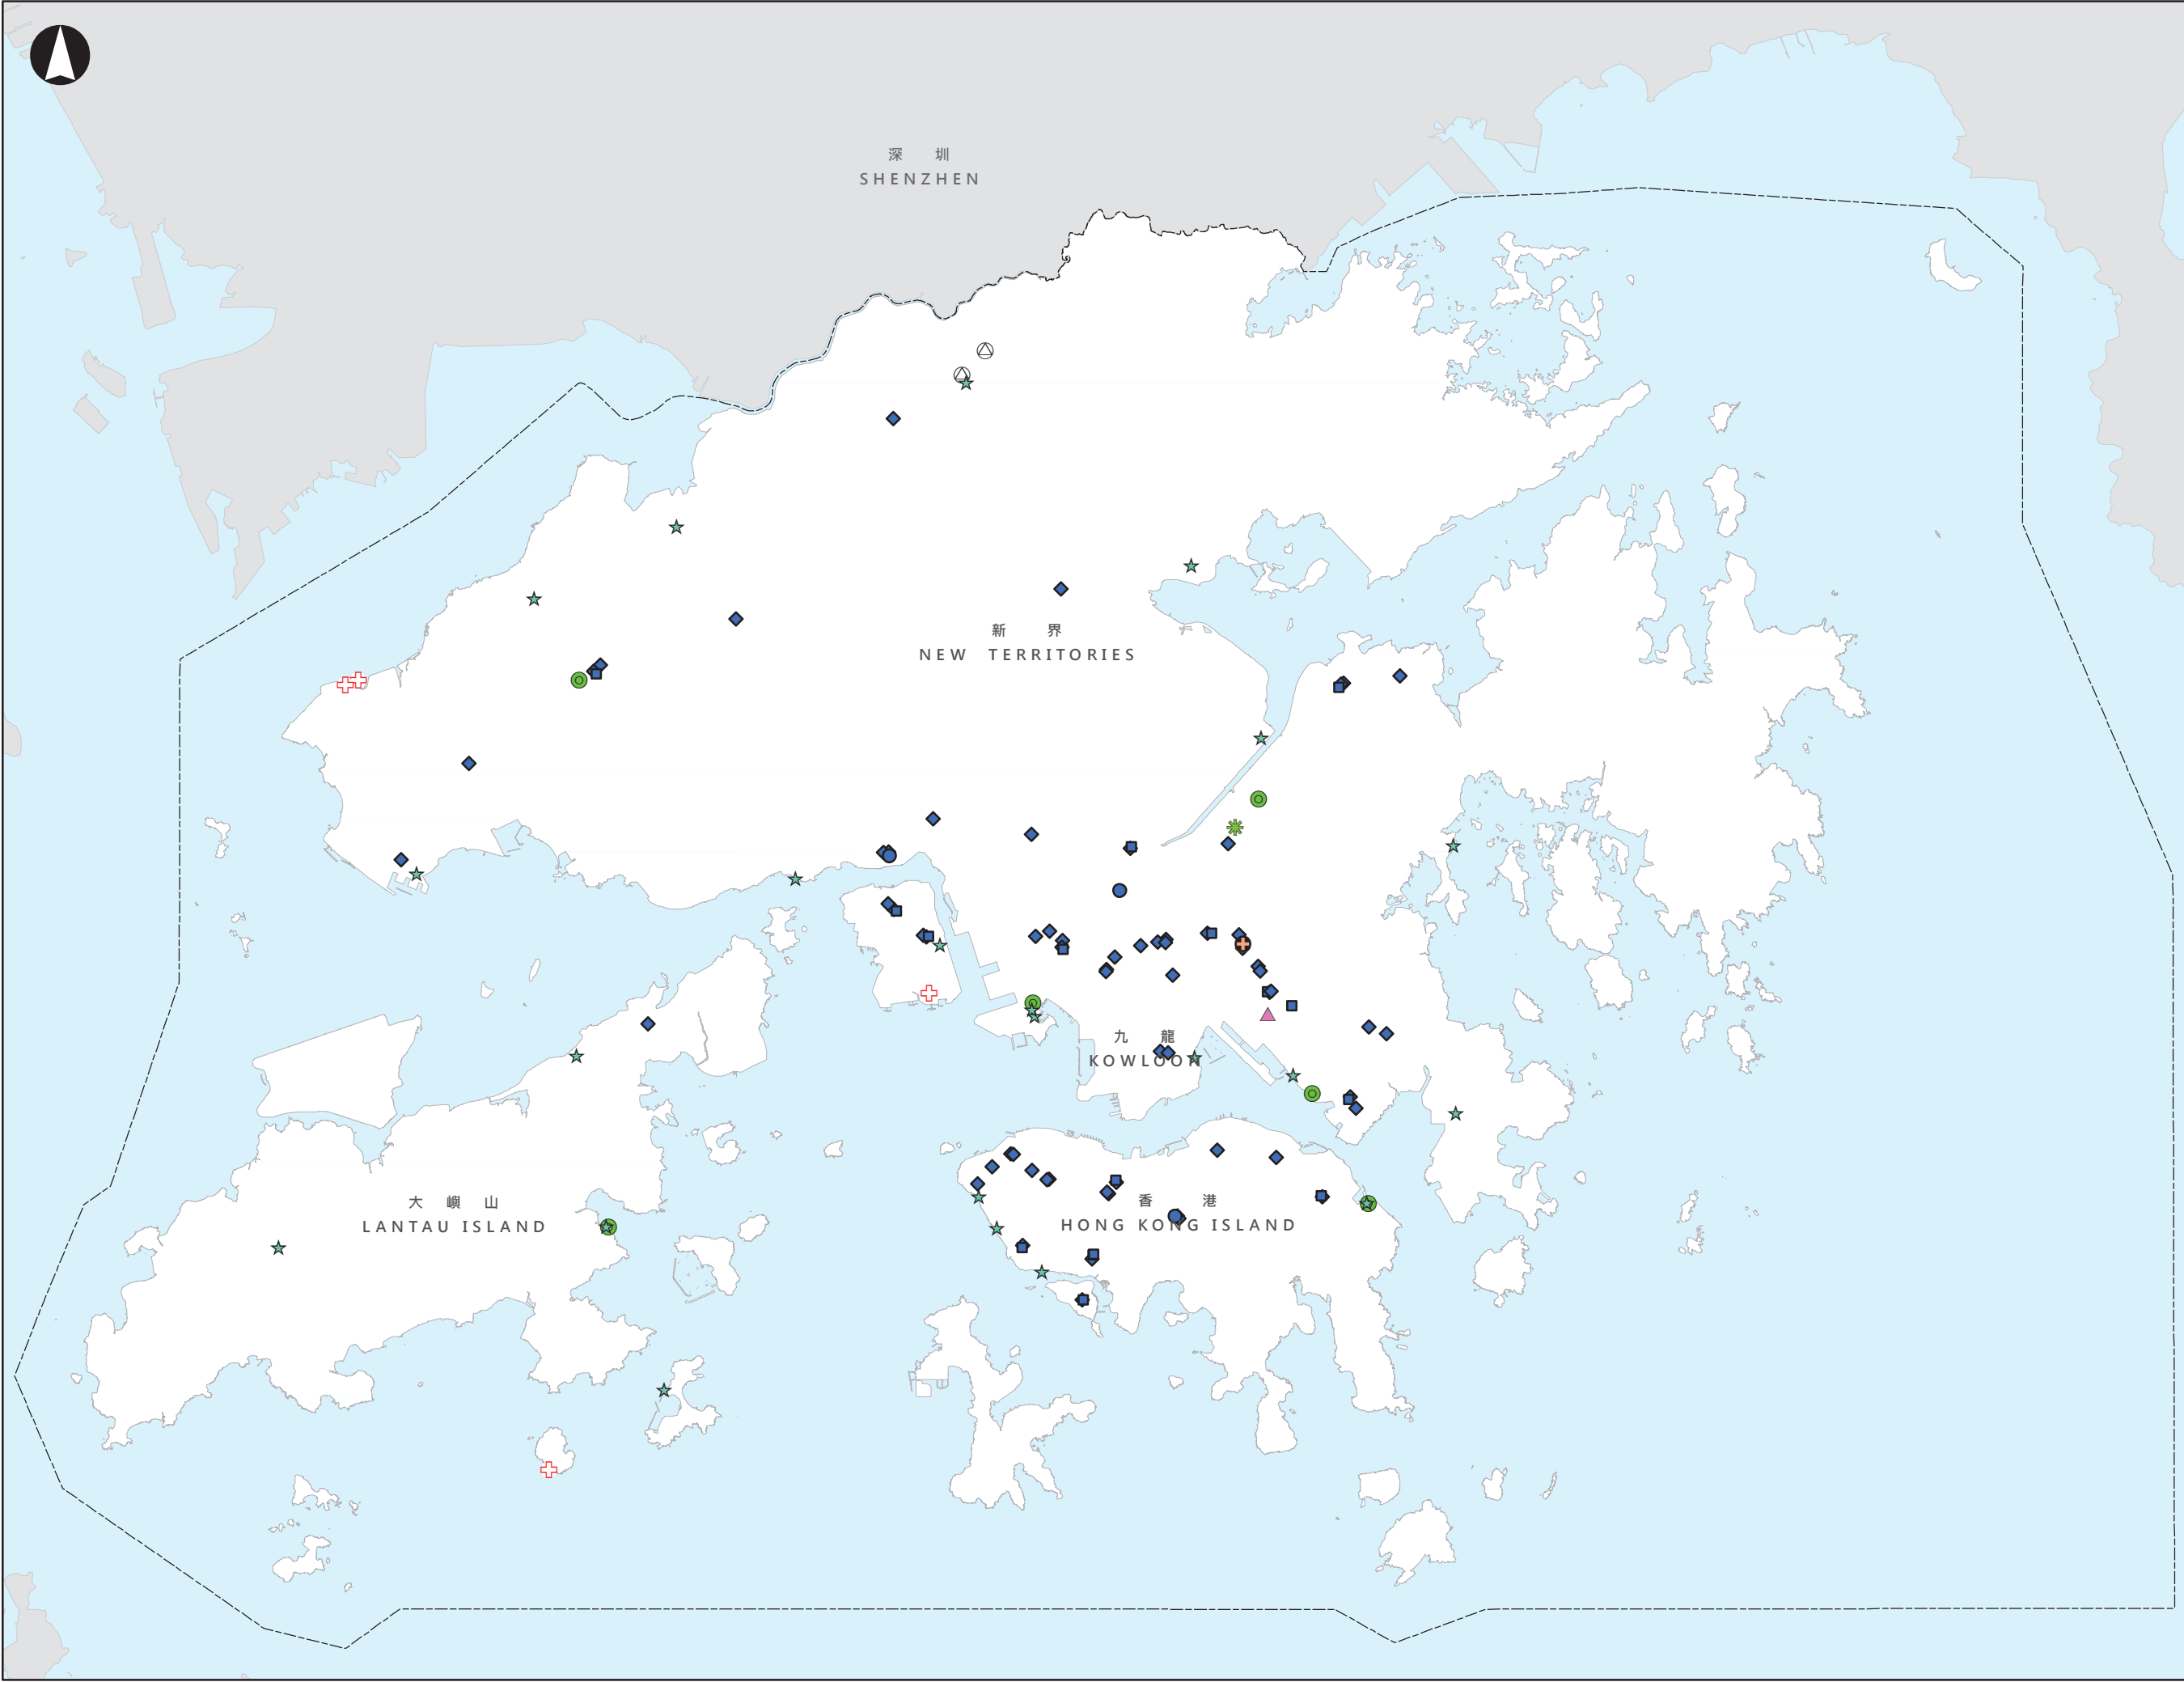 深 圳
SHENZHEN
新 界
NEW TERRITORIES
九 龍
KOWLOON
大 嶼 山
LANTAU ISLAND
香 港
HONG KONG ISLAND